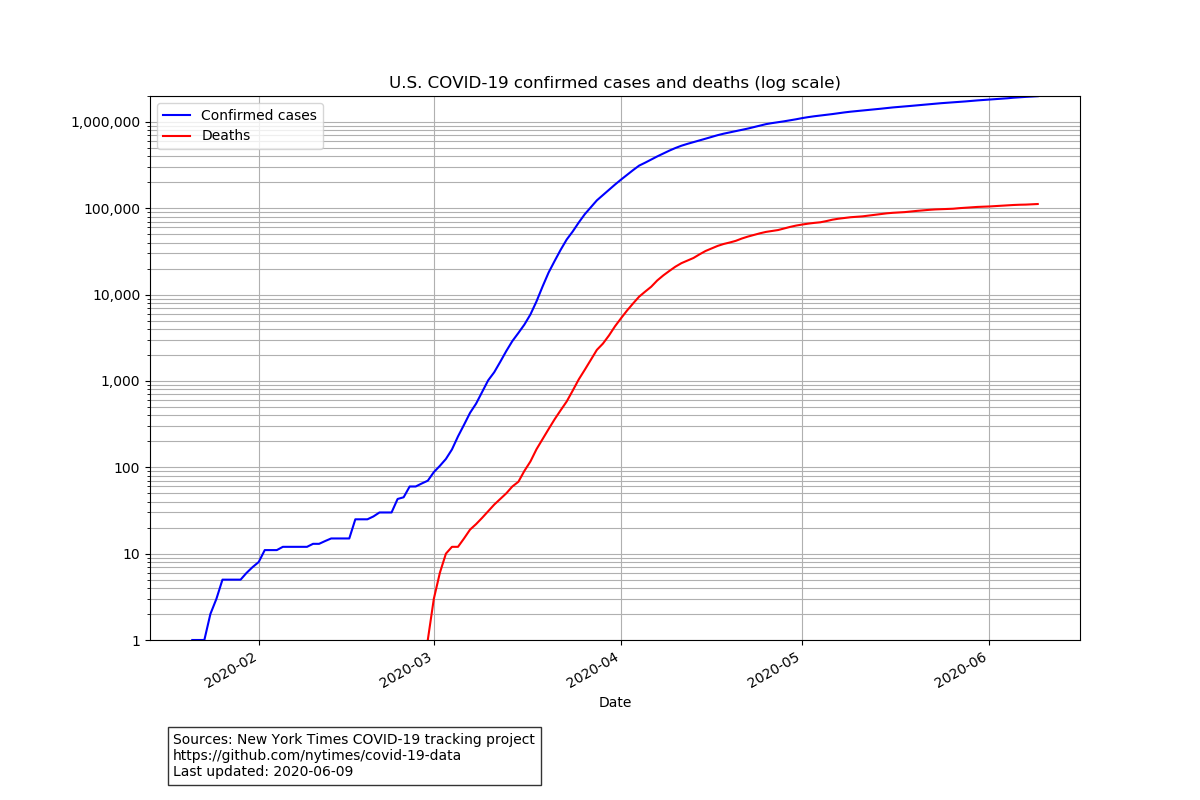 U.S. COVID-19 confirmed cases and deaths (log scale)
Confirmed cases
Deaths
1,000,000
100,000
10,000
1,000
100
10
1
2020-02
2020-03
2020-04
2020-05
2020-06
Date
Sources: New York Times COVID-19 tracking project
https://github.com/nytimes/covid-19-data
Last updated: 2020-06-09